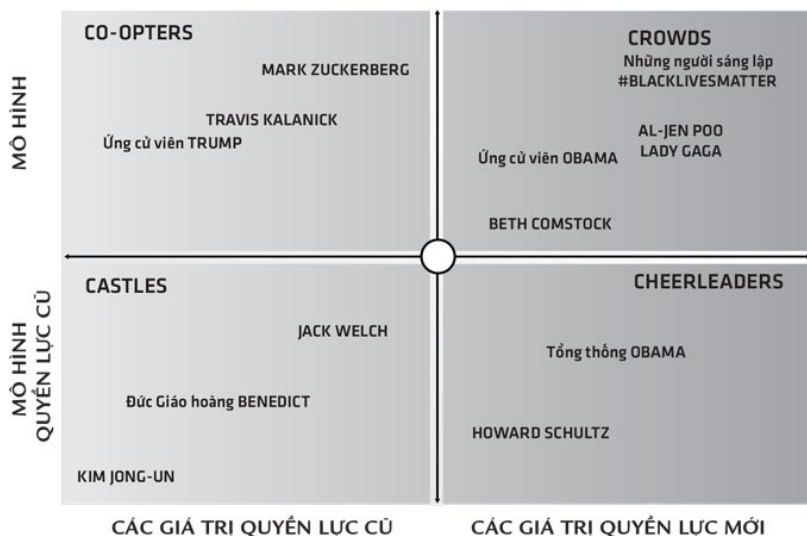 CO-OPTERS
MARK ZUCKERBERG
TRAVIS KALANICK
Ứng cử viên TRUMP
CROWDS
Những người sáng lập
#BLACKLIVESMATTER
AL-JEN POO
LADY GAGA
Ứng cử viên OBAMA
BETH COMSTOCK
MÔ HÌNH
CASTLES
JACK WELCH
Đức Giáo hoàng BENEDICT
KIM JONG-UN
CHEERLEADERS
Tổng thống OBAMA
HOWARD SCHULTZ
MÔ HÌNH
QUYỀN LỰC CŨ
CÁC GIÁ TRỊ QUYỀN LỰC CŨ
CÁC GIÁ TRỊ QUYỀN LỰC MỚI